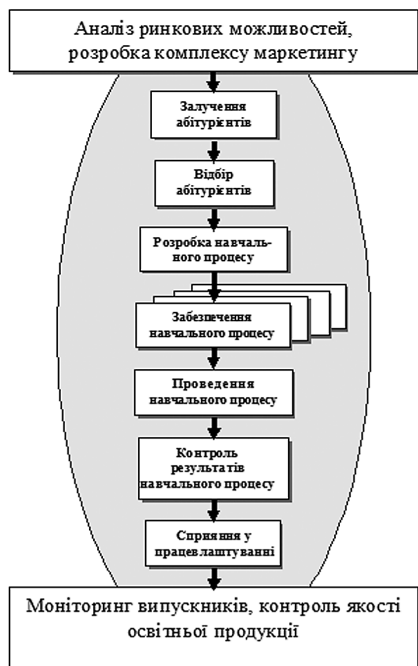 Аналіз ринкових можливостей,
розробка комплексу маркетингу
Залучення
абітурієнтів
Відбір
абітурієнтів
Розробка навчаль-
ного процесу
Забезпечення
навчального процесу
Проведення
навчального процесу
Контроль
результатів
навчального процесу
Сприяння у
працевлаштуванні
Моніторинг випускників, контроль якості
освітньої продукції